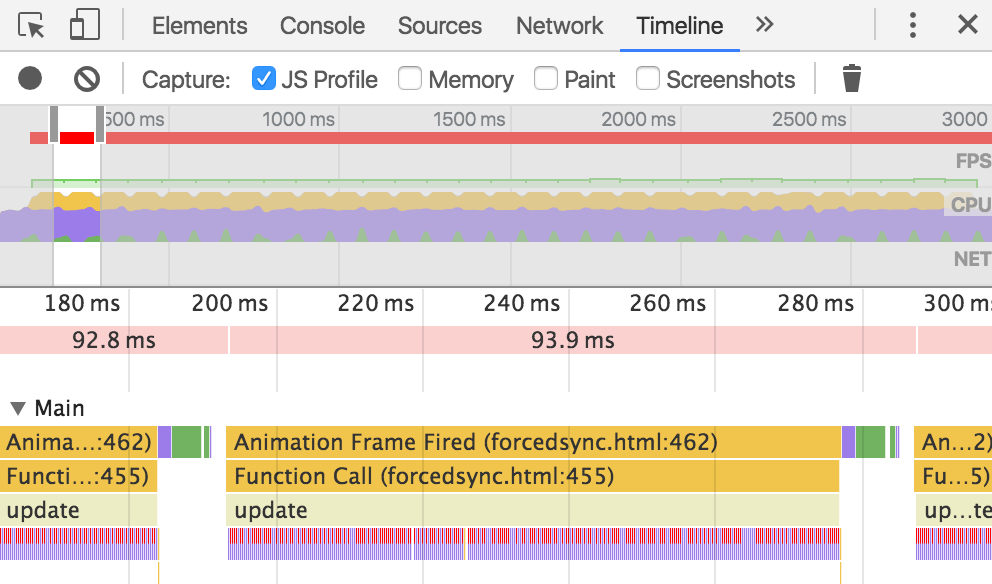 Elements Console Sources Network Timeline »
Capture: JS Profile Memory Paint Screenshots
500 ms 1000 ms 1500 ms 2000 ms 2500 ms 3000
FPS
CPU
NET
180 ms 200 ms 220 ms 240 ms 260 ms 280 ms 300 m
92.8 ms 93.9 ms
Main
Anima...:462) Animation Frame Fired (forcedsync.html:462) An...2)
Functi...:455) Function Call (forcedsync.html:455) Fu...5)
update update up...te